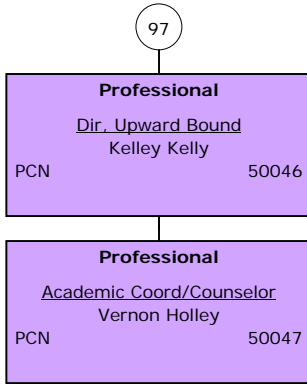 97
Professional
Dir, Upward Bound
Kelley Kelly
PCN 50046
Professional
Academic Coord/Counselor
Vernon Holley
PCN 50047